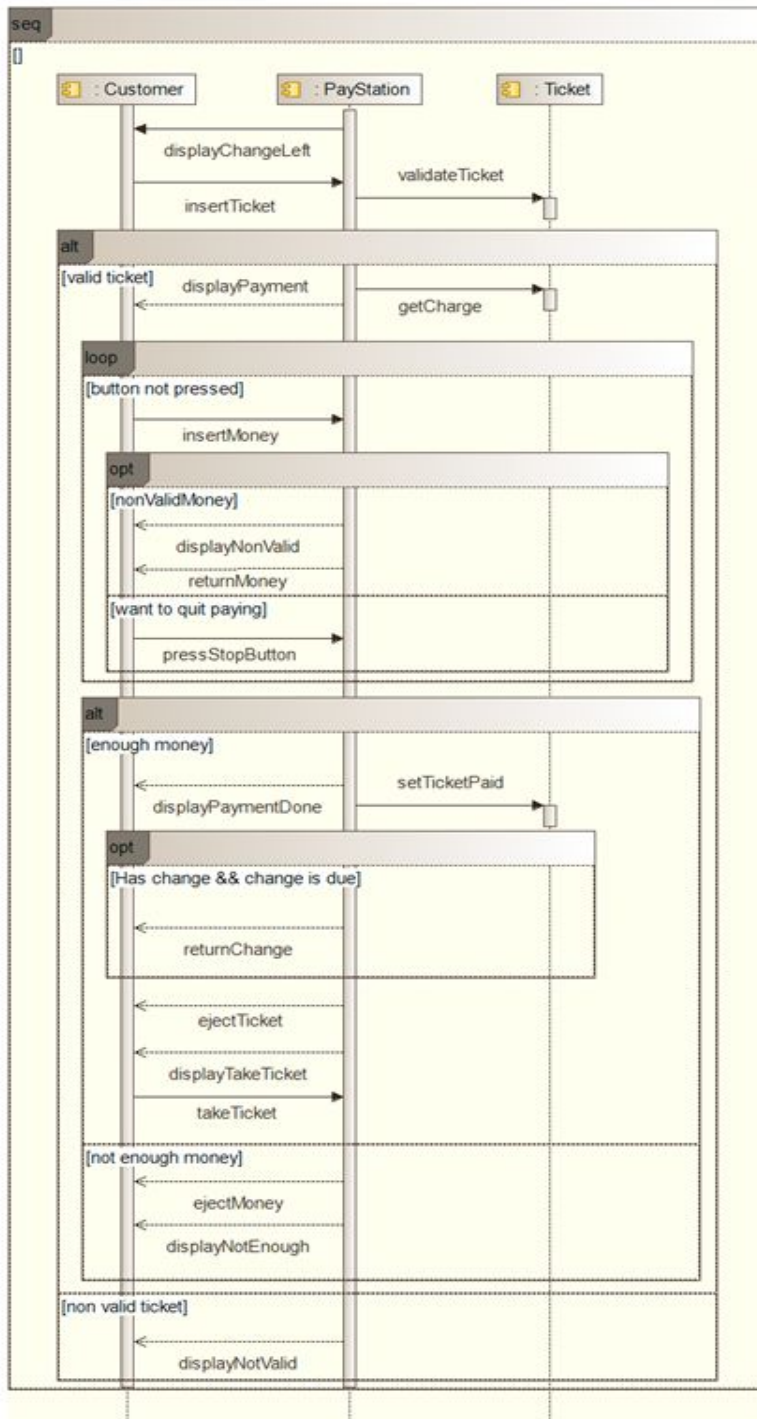 seq
[]
: Customer
: PayStation
: Ticket
displayChangeLeft
validateTicket
insertTicket
alt
[valid ticket]
displayPayment
getCharge
loop
[button not pressed]
insertMoney
opt
[nonValidMoney]
displayNonValid
returnMoney
[want to quit paying]
pressStopButton
alt
[enough money]
setTicketPaid
displayPaymentDone
opt
[Has change && change is due]
returnChange
ejectTicket
displayTakeTicket
takeTicket
[not enough money]
ejectMoney
displayNotEnough
[non valid ticket]
displayNotValid